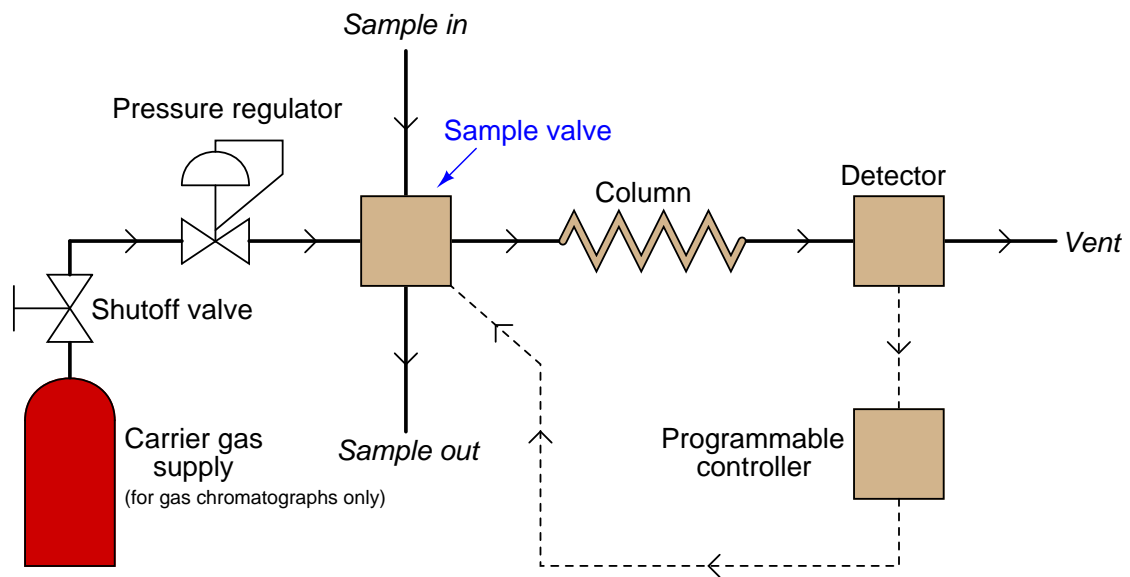 Sample in
Pressure regulator
Sample valve
Column
Detector
Vent
Shutoff valve
Carrier gas
supply
(for gas chromatographs only)
Sample out
Programmable
controller